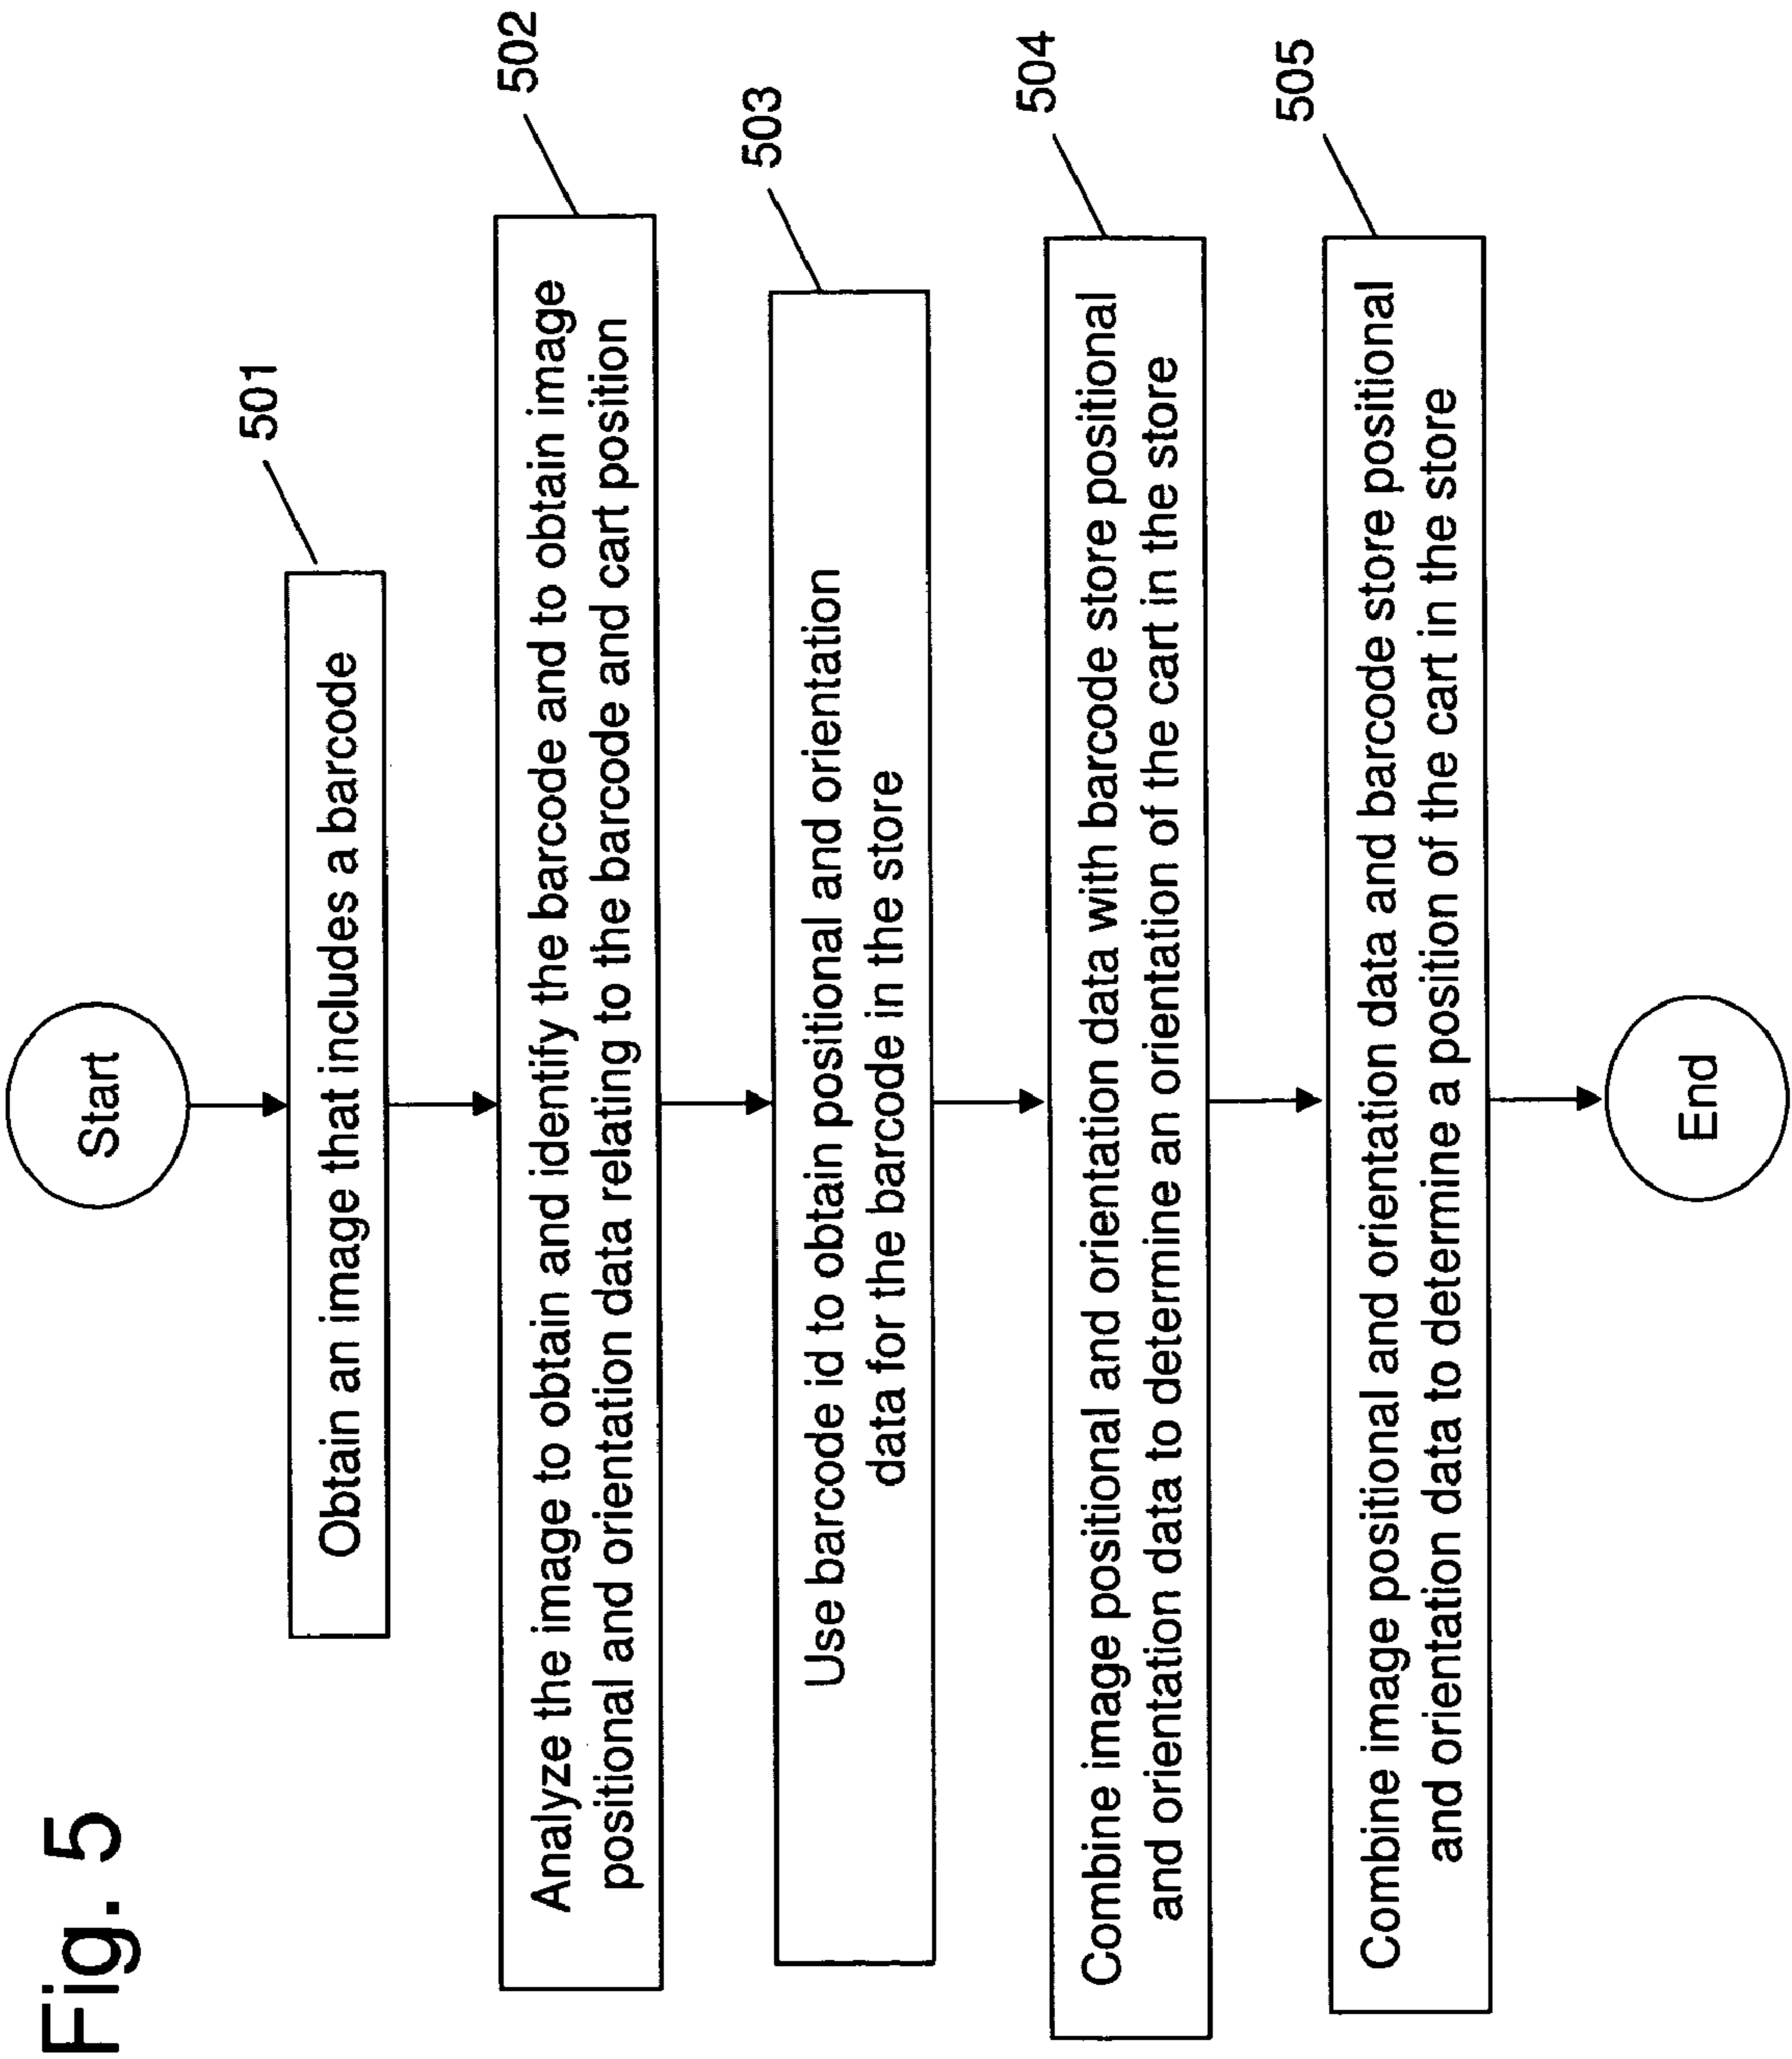 Fig. 5
Start
501
Obtain an image that includes a barcode
502
Analyze the image to obtain and identify the barcode and to obtain image
positional and orientation data relating to the barcode and cart position
503
Use barcode id to obtain positional and orientation
data for the barcode in the store
504
Combine image positional and orientation data with barcode store positional
and orientation data to determine an orientation of the cart in the store
505
Combine image positional and orientation data and barcode store positional
and orientation data to determine a position of the cart in the store
End